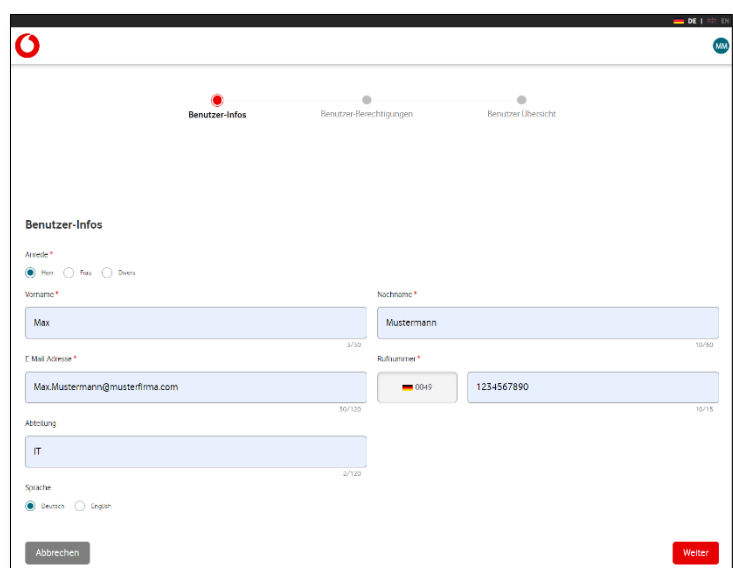 DE | EN
MM
Benutzer-Infos Benutzer-Berechtigungen Benutzer Übersicht
Benutzer-Infos
Anrede *
Herr Frau Divers
Vorname * Nachname *
Max Mustermann
3/50 10/80
E-Mail Adresse * Rufnummer *
Max.Mustermann@musterfirma.com 0049 1234567890
30/120 10/15
Abteilung
IT
2/120
Sprache
Deutsch English
Abbrechen Weiter